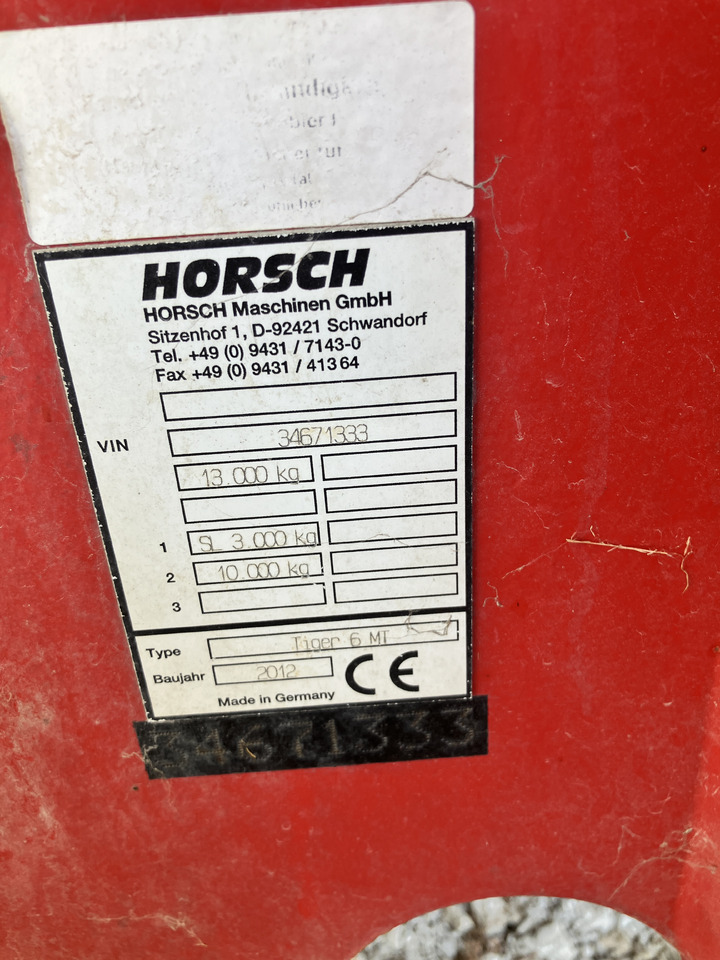 HORSCH
HORSCH Maschinen GmbH
Sitzenhof 1, D-92421 Schwandorf
Tel. +49 (0) 9431 / 7143-0
Fax +49 (0) 9431 / 413 64
VIN 34671333
13.000 kg
1 SL 3.000 kg
2 10.000 kg
3
Type Tiger 6 MT
Baujahr 2012 CE
Made in Germany
34671333